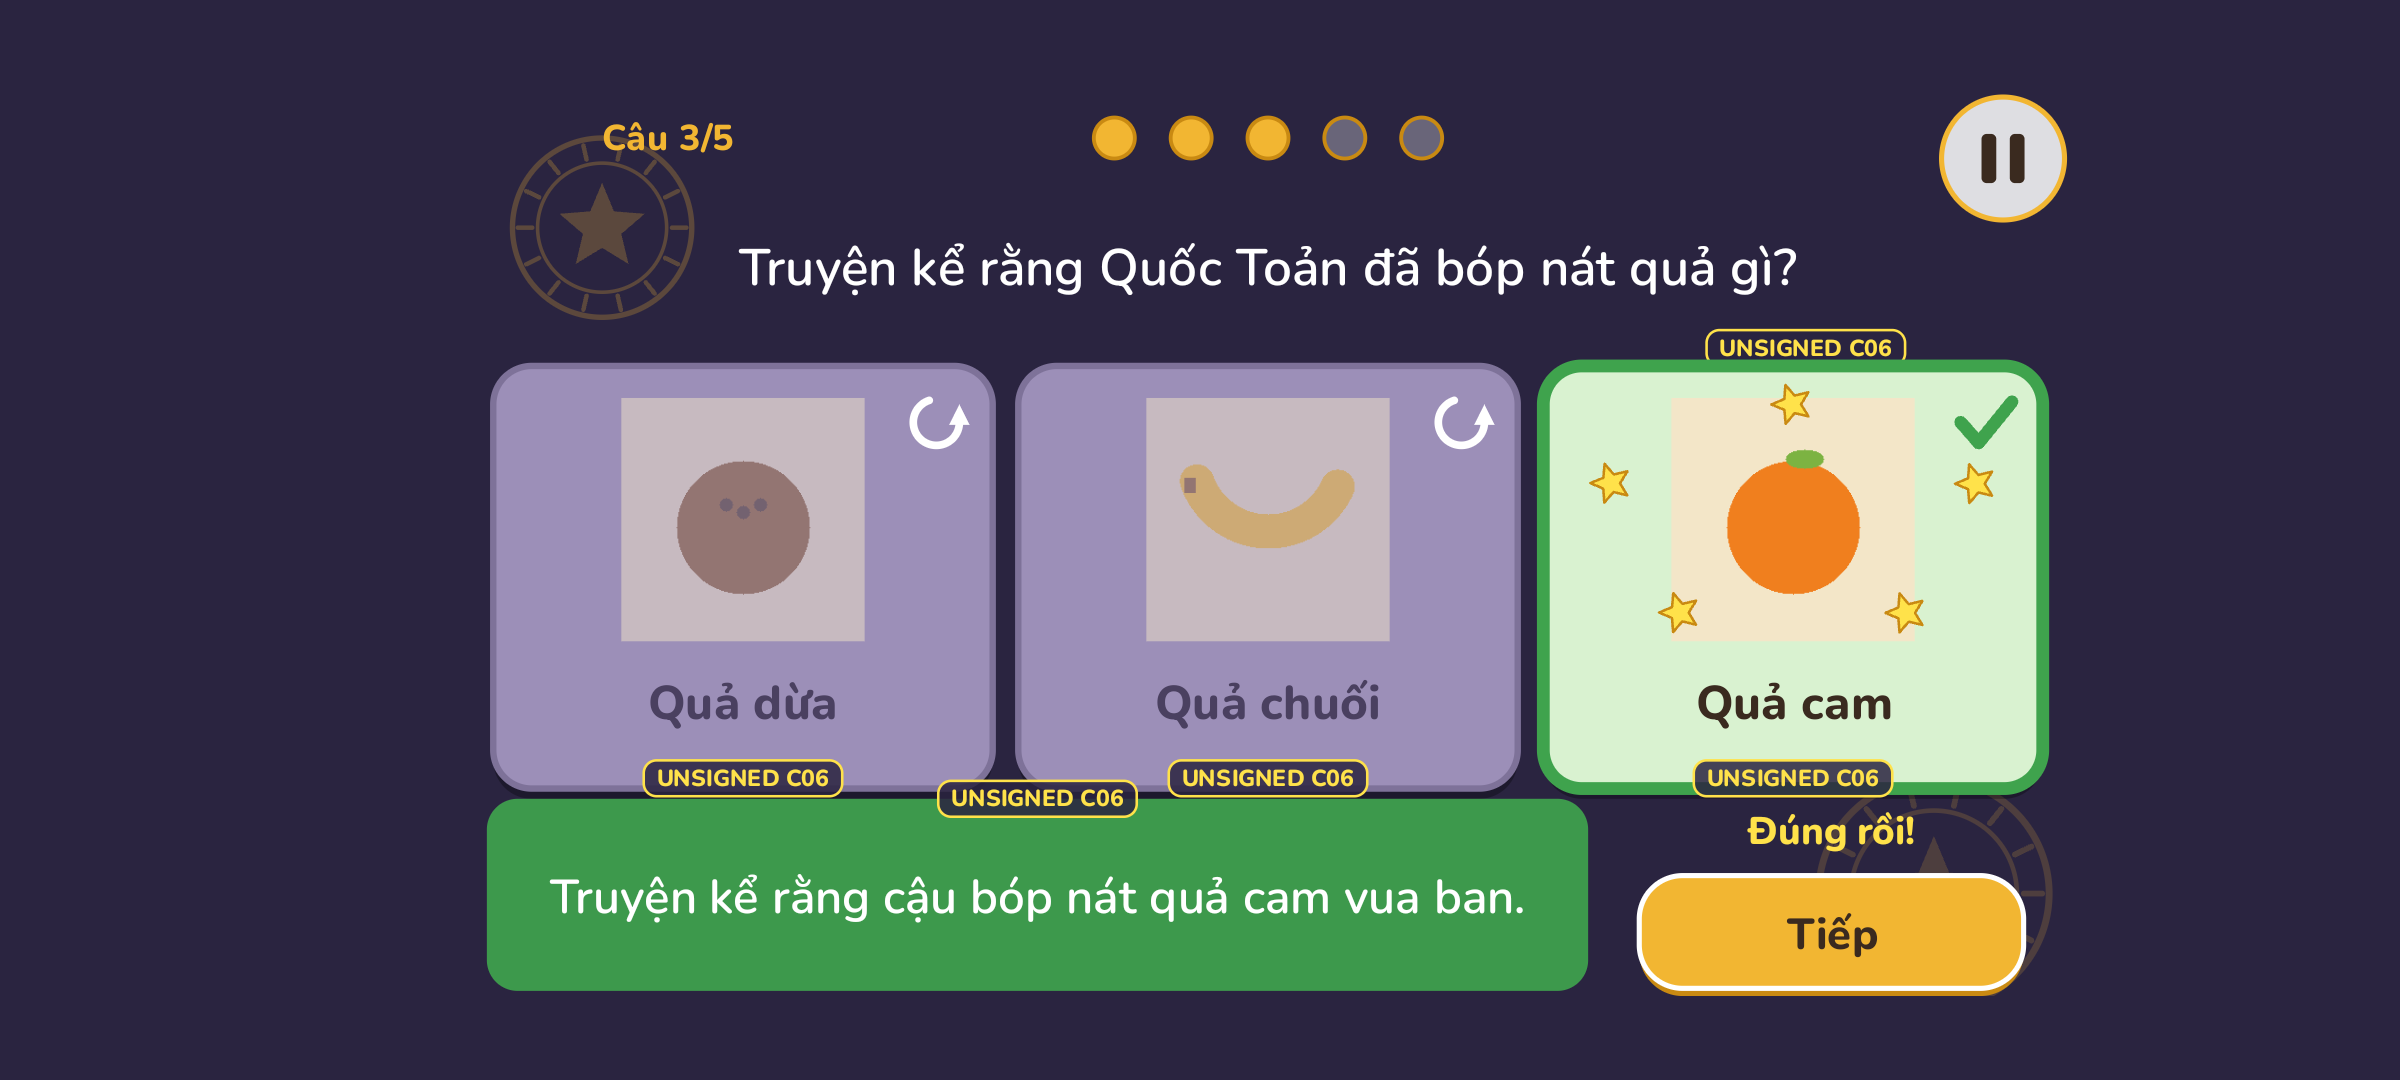 Câu 3/5
Truyện kể rằng Quốc Toản đã bóp nát quả gì?
UNSIGNED C06
Quả dừa
Quả chuối
Quả cam
UNSIGNED C06
UNSIGNED C06
UNSIGNED C06
UNSIGNED C06
Truyện kể rằng cậu bóp nát quả cam vua ban.
Đúng rồi!
Tiếp